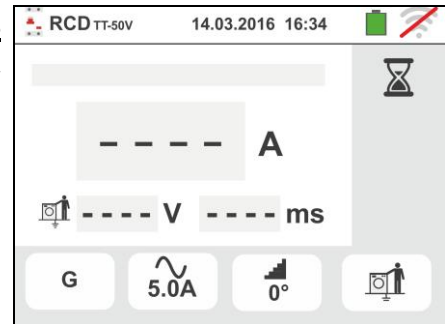 RCD TT-50V 14.03.2016 16:34
- - - - A
- - - - V - - - - ms
G 5.0A 0°